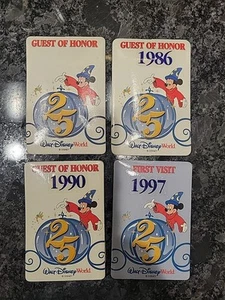 GUEST OF HONOR
25
Walt Disney World
GUEST OF HONOR
1986
25
Walt Disney World
GUEST OF HONOR
1990
25
Walt Disney World
FIRST VISIT
1997
25
Walt Disney World